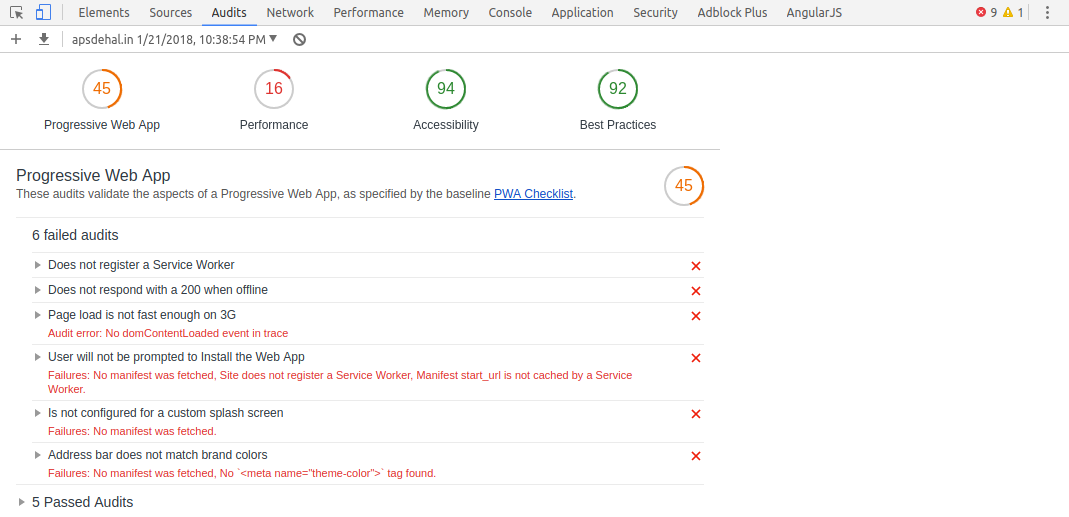 Elements Sources Audits Network Performance Memory Console Application Security Adblock Plus AngularJS 9 1
apsdehal.in 1/21/2018, 10:38:54 PM
45 16 94 92
Progressive Web App Performance Accessibility Best Practices
Progressive Web App
These audits validate the aspects of a Progressive Web App, as specified by the baseline PWA Checklist.
45
6 failed audits
Does not register a Service Worker
Does not respond with a 200 when offline
Page load is not fast enough on 3G
Audit error: No domContentLoaded event in trace
User will not be prompted to Install the Web App
Failures: No manifest was fetched, Site does not register a Service Worker, Manifest start_url is not cached by a Service
Worker.
Is not configured for a custom splash screen
Failures: No manifest was fetched.
Address bar does not match brand colors
Failures: No manifest was fetched, No `<meta name="theme-color">` tag found.
5 Passed Audits